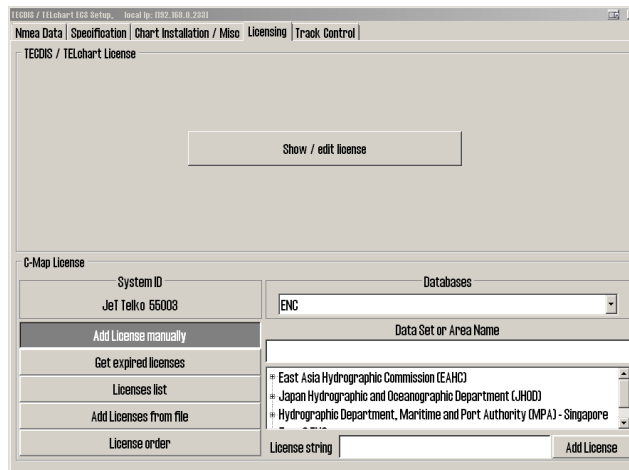 TECDIS / TELchart ECS Setup,   local Ip: [192.168.0.233]
Nmea Data Specification Chart Installation / Misc Licensing Track Control
TECDIS / TELchart License
Show / edit license
C-Map License
System ID
JeT Telko 55003
Databases
ENC
Add License manually
Get expired licenses
Licenses list
Add Licenses from file
License order
Data Set or Area Name
East Asia Hydrographic Commission (EAHC)
Japan Hydrographic and Oceanographic Department (JHOD)
Hydrographic Department, Maritime and Port Authority (MPA) - Singapore
License string
Add License